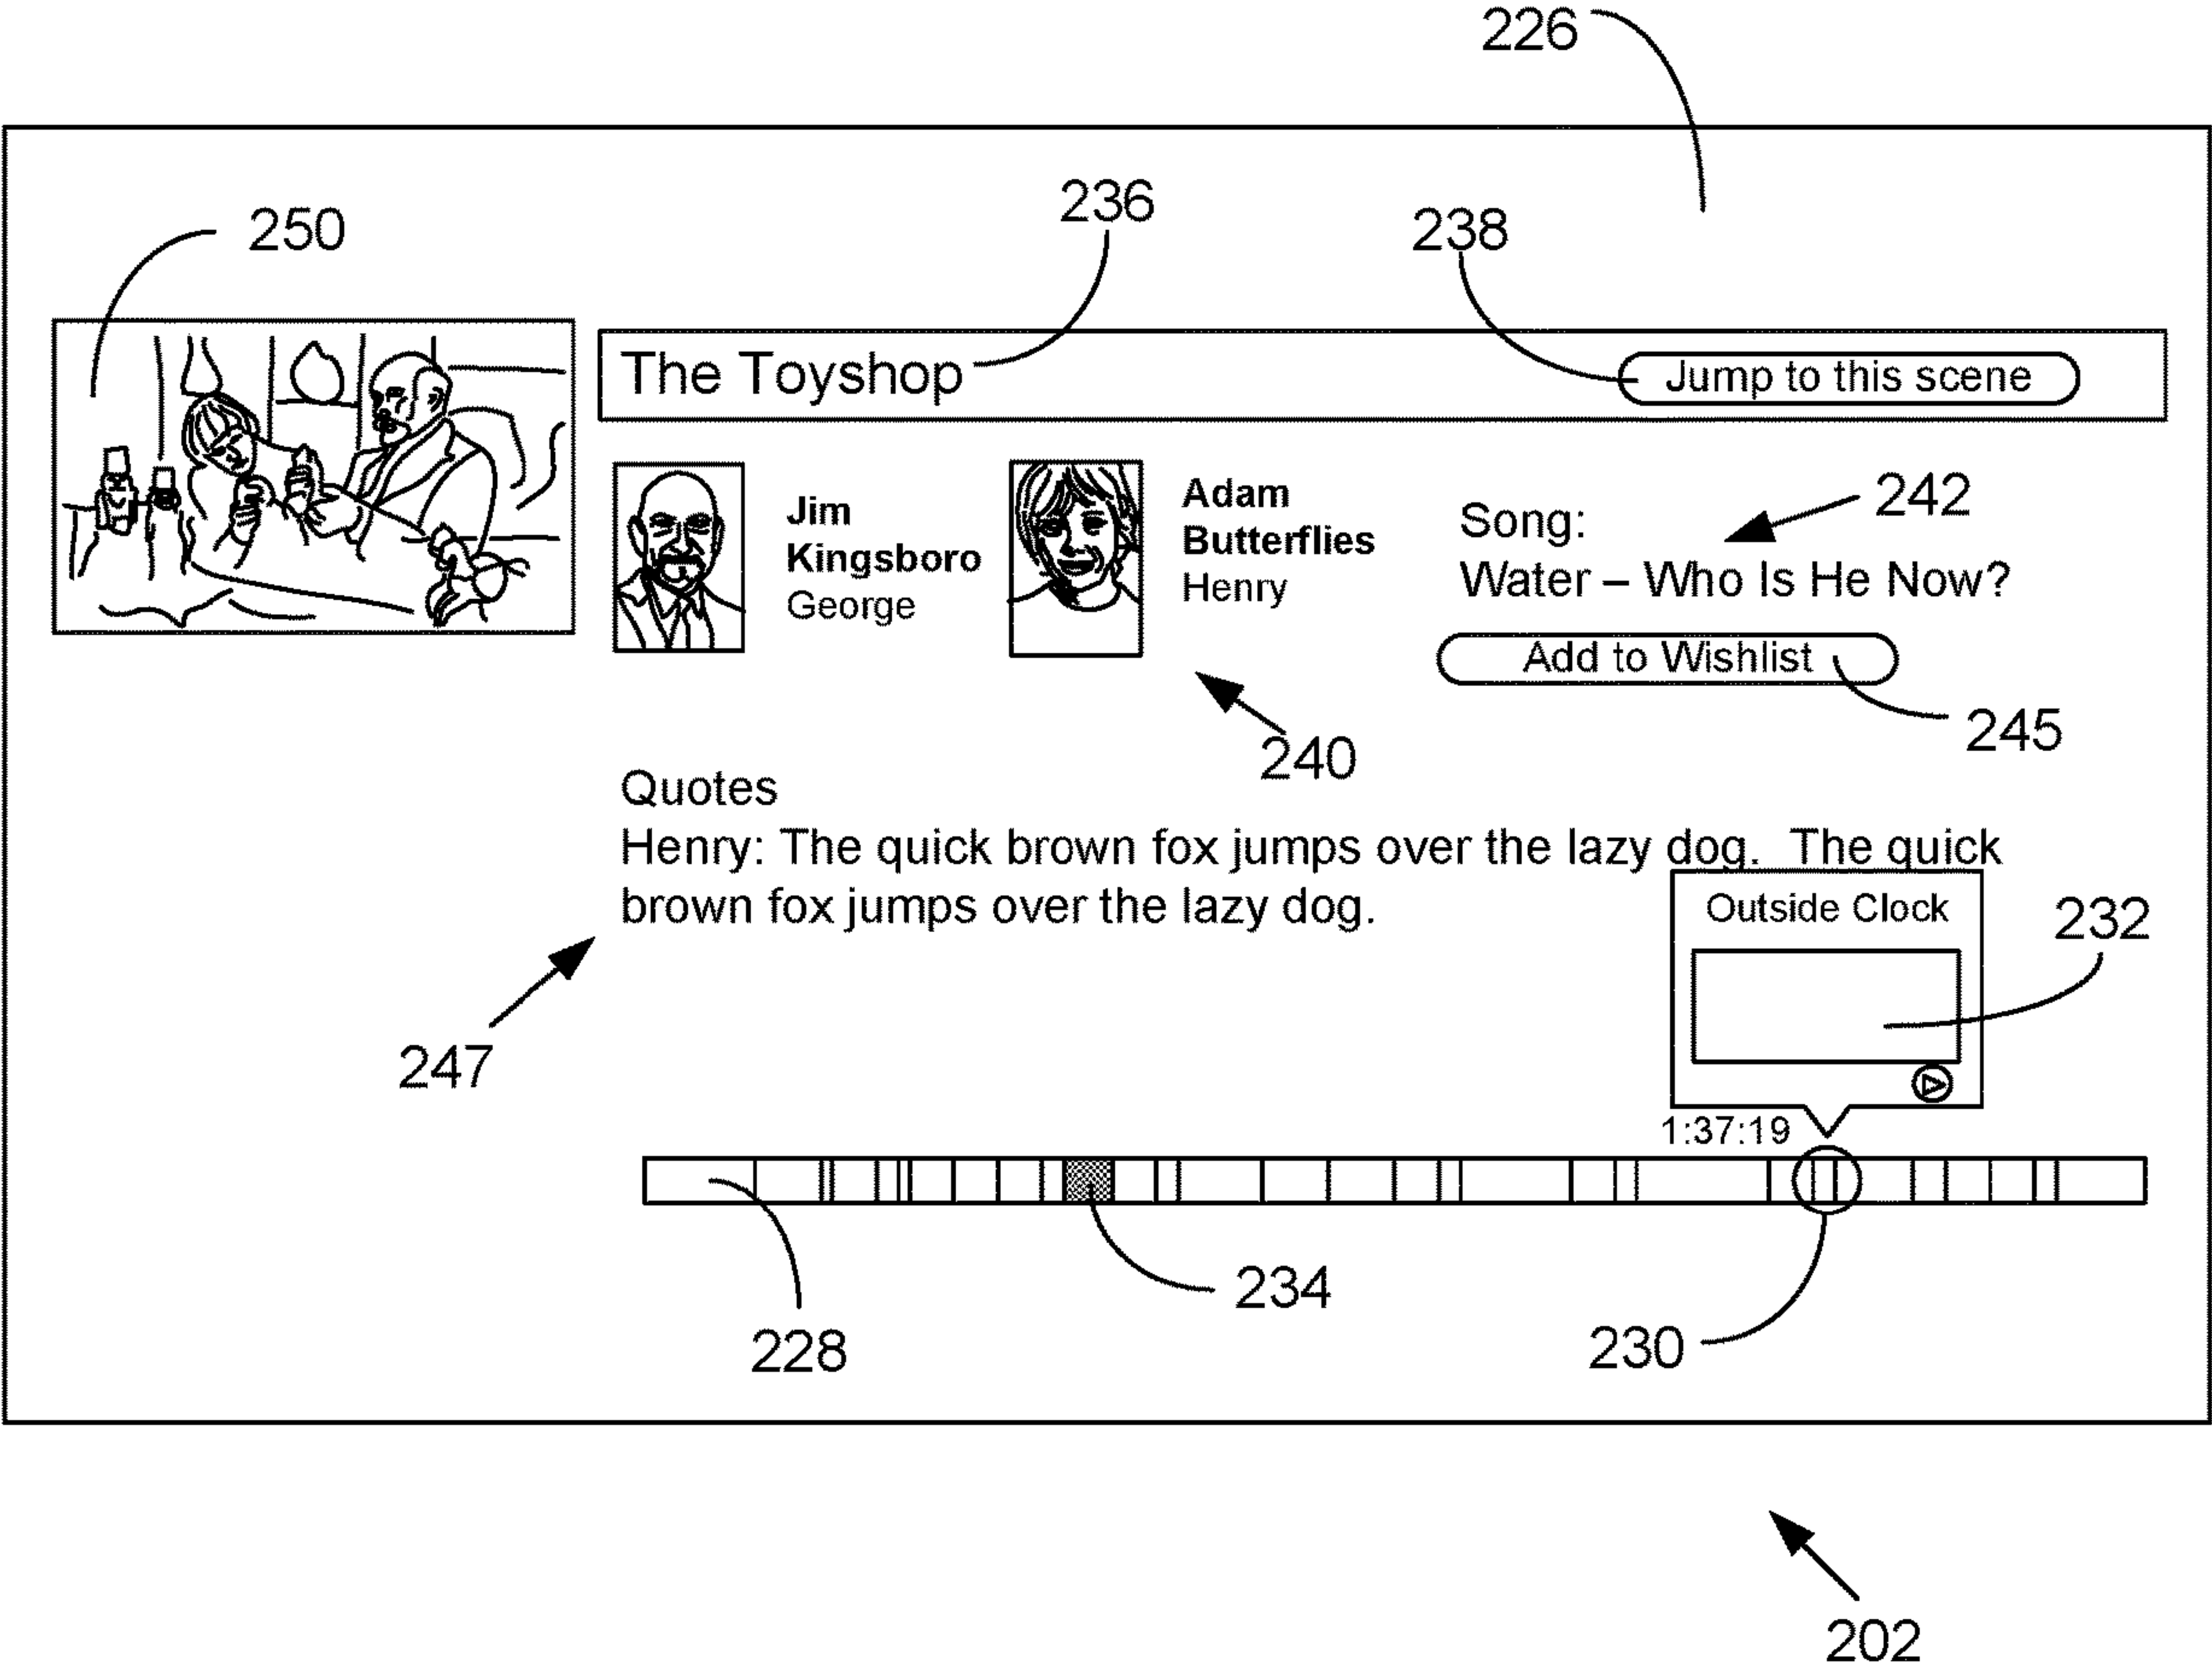 226
236
238
250
The Toyshop
Jump to this scene
Jim
Kingsboro
George
Adam
Butterflies
Henry
Song:
Water – Who Is He Now?
242
Add to Wishlist
245
240
Quotes
Henry: The quick brown fox jumps over the lazy dog. The quick
brown fox jumps over the lazy dog.
Outside Clock
232
247
1:37:19
234
228
230
202